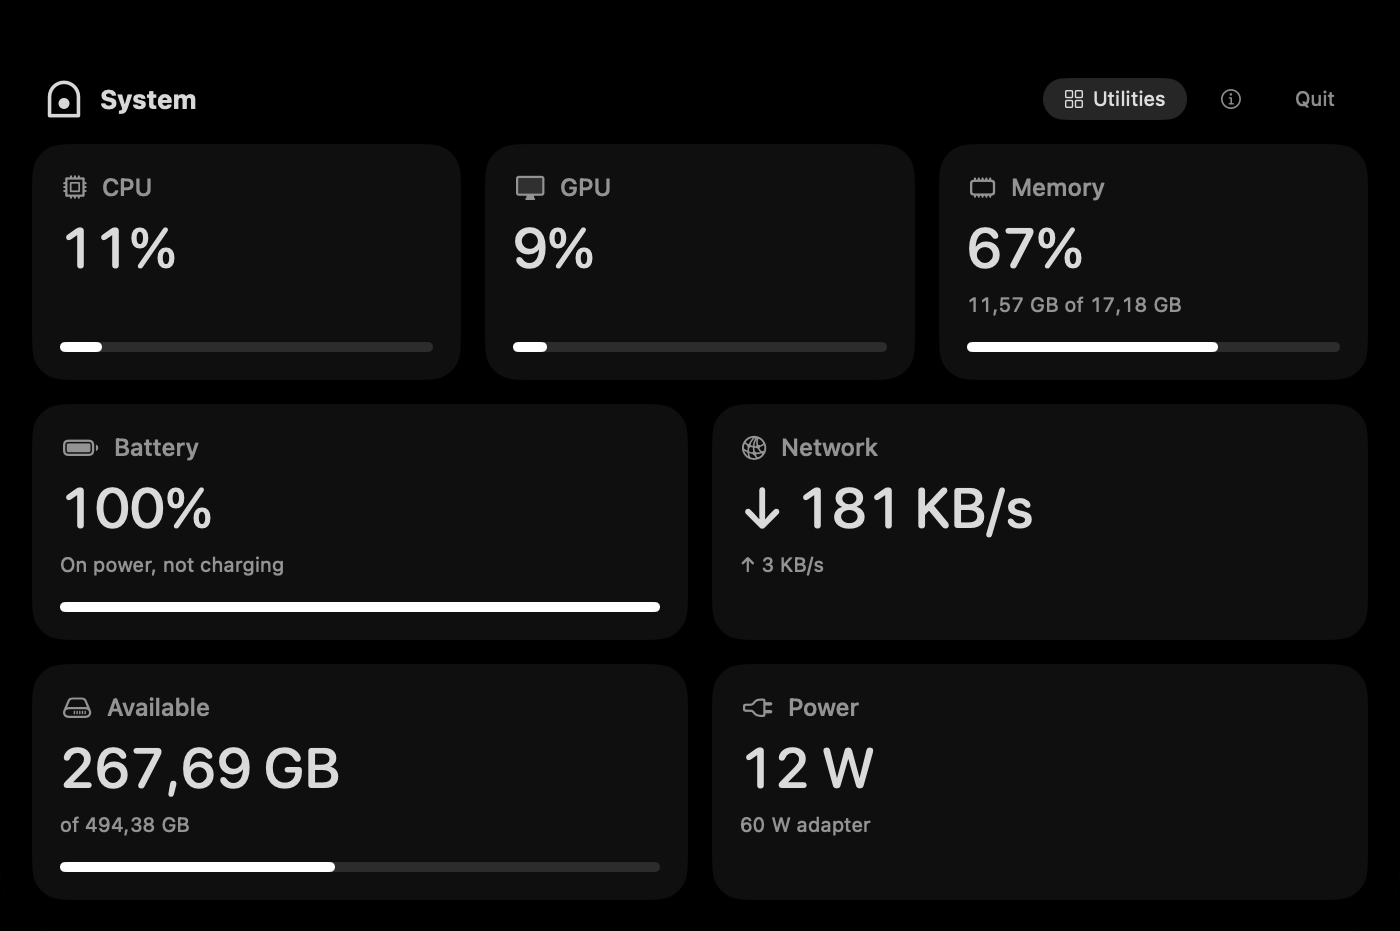 System
Utilities
Quit
CPU
11%
GPU
9%
Memory
67%
11,57 GB of 17,18 GB
Battery
100%
On power, not charging
Network
↓ 181 KB/s
↑ 3 KB/s
Available
267,69 GB
of 494,38 GB
Power
12 W
60 W adapter